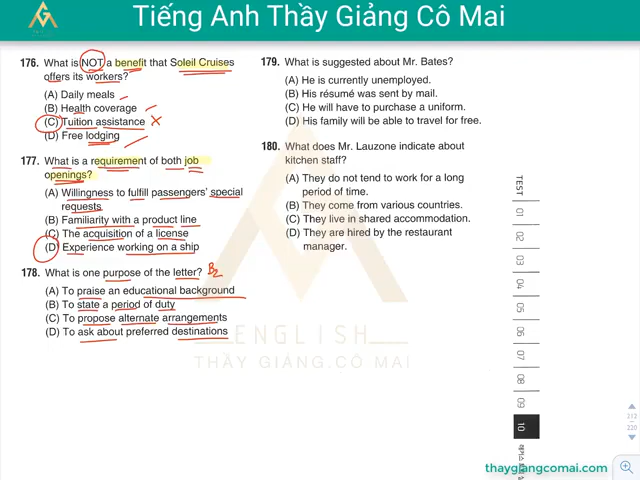 Tiếng Anh Thầy Giảng Cô Mai
176. What is NOT a benefit that Soleil Cruises
offers its workers?
(A) Daily meals
(B) Health coverage
(C) Tuition assistance
(D) Free lodging
177. What is a requirement of both job
openings?
(A) Willingness to fulfill passengers' special
requests
(B) Familiarity with a product line
(C) The acquisition of a license
(D) Experience working on a ship
178. What is one purpose of the letter? B2
(A) To praise an educational background
(B) To state a period of duty
(C) To propose alternate arrangements
(D) To ask about preferred destinations
179. What is suggested about Mr. Bates?
(A) He is currently unemployed.
(B) His résumé was sent by mail.
(C) He will have to purchase a uniform.
(D) His family will be able to travel for free.
180. What does Mr. Lauzone indicate about
kitchen staff?
(A) They do not tend to work for a long
period of time.
(B) They come from various countries.
(C) They live in shared accommodation.
(D) They are hired by the restaurant
manager.
TEST
01
02
03
04
05
06
07
08
09
10
ENGLISH
THẦY GIẢNG.CÔ MAI
212
220
thaygiangcomai.com